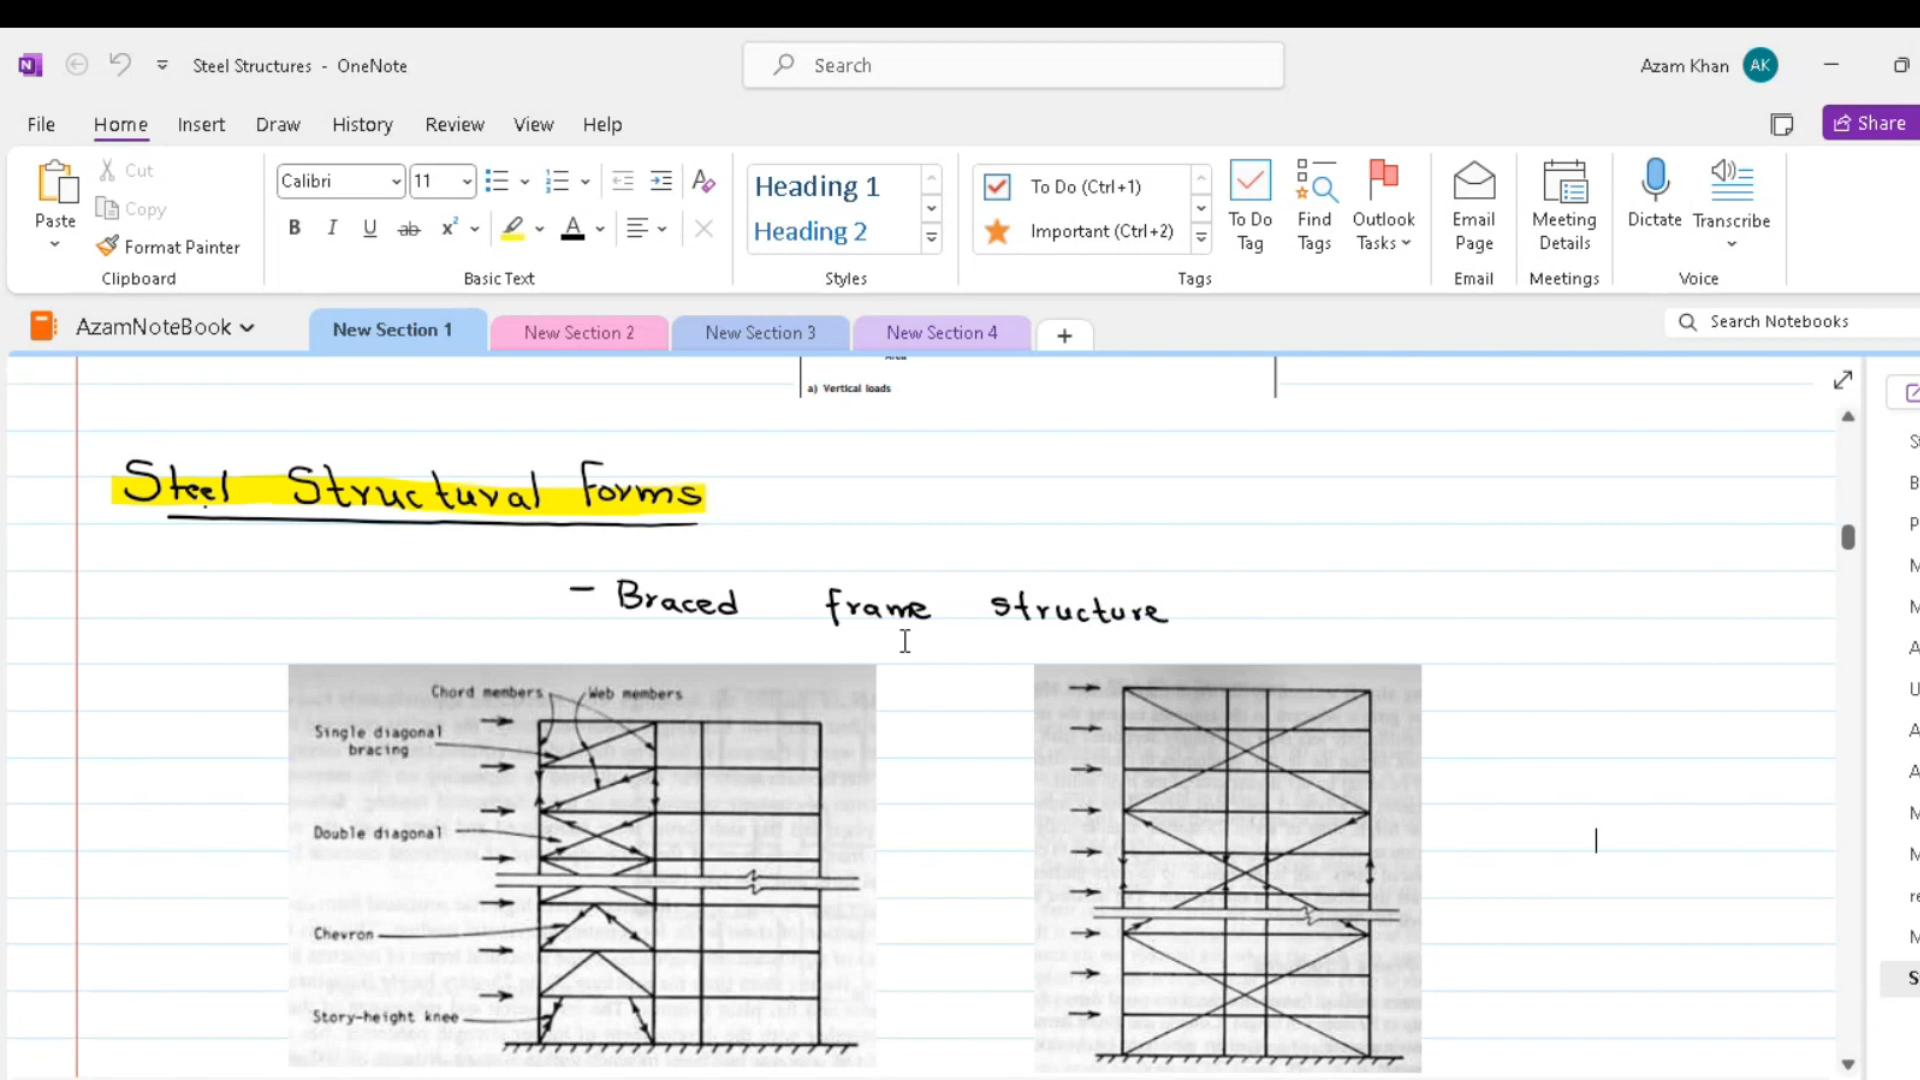 Steel Structures - OneNote
Search
Azam Khan AK
File Home Insert Draw History Review View Help
Share
Paste
Cut
Copy
Format Painter
Clipboard
Calibri 11
B I U ab x² A
Basic Text
Heading 1
Heading 2
Styles
To Do (Ctrl+1)
Important (Ctrl+2)
To Do Tag
Find Tags
Outlook Tasks
Tags
Email Page
Email
Meeting Details
Meetings
Dictate
Transcribe
Voice
AzamNoteBook
New Section 1
New Section 2
New Section 3
New Section 4
+
Search Notebooks
Area
a) Vertical loads
Steel Structural Forms
- Braced frame structure
Chord members
Web members
Single diagonal
bracing
Double diagonal
Chevron
Story-height knee